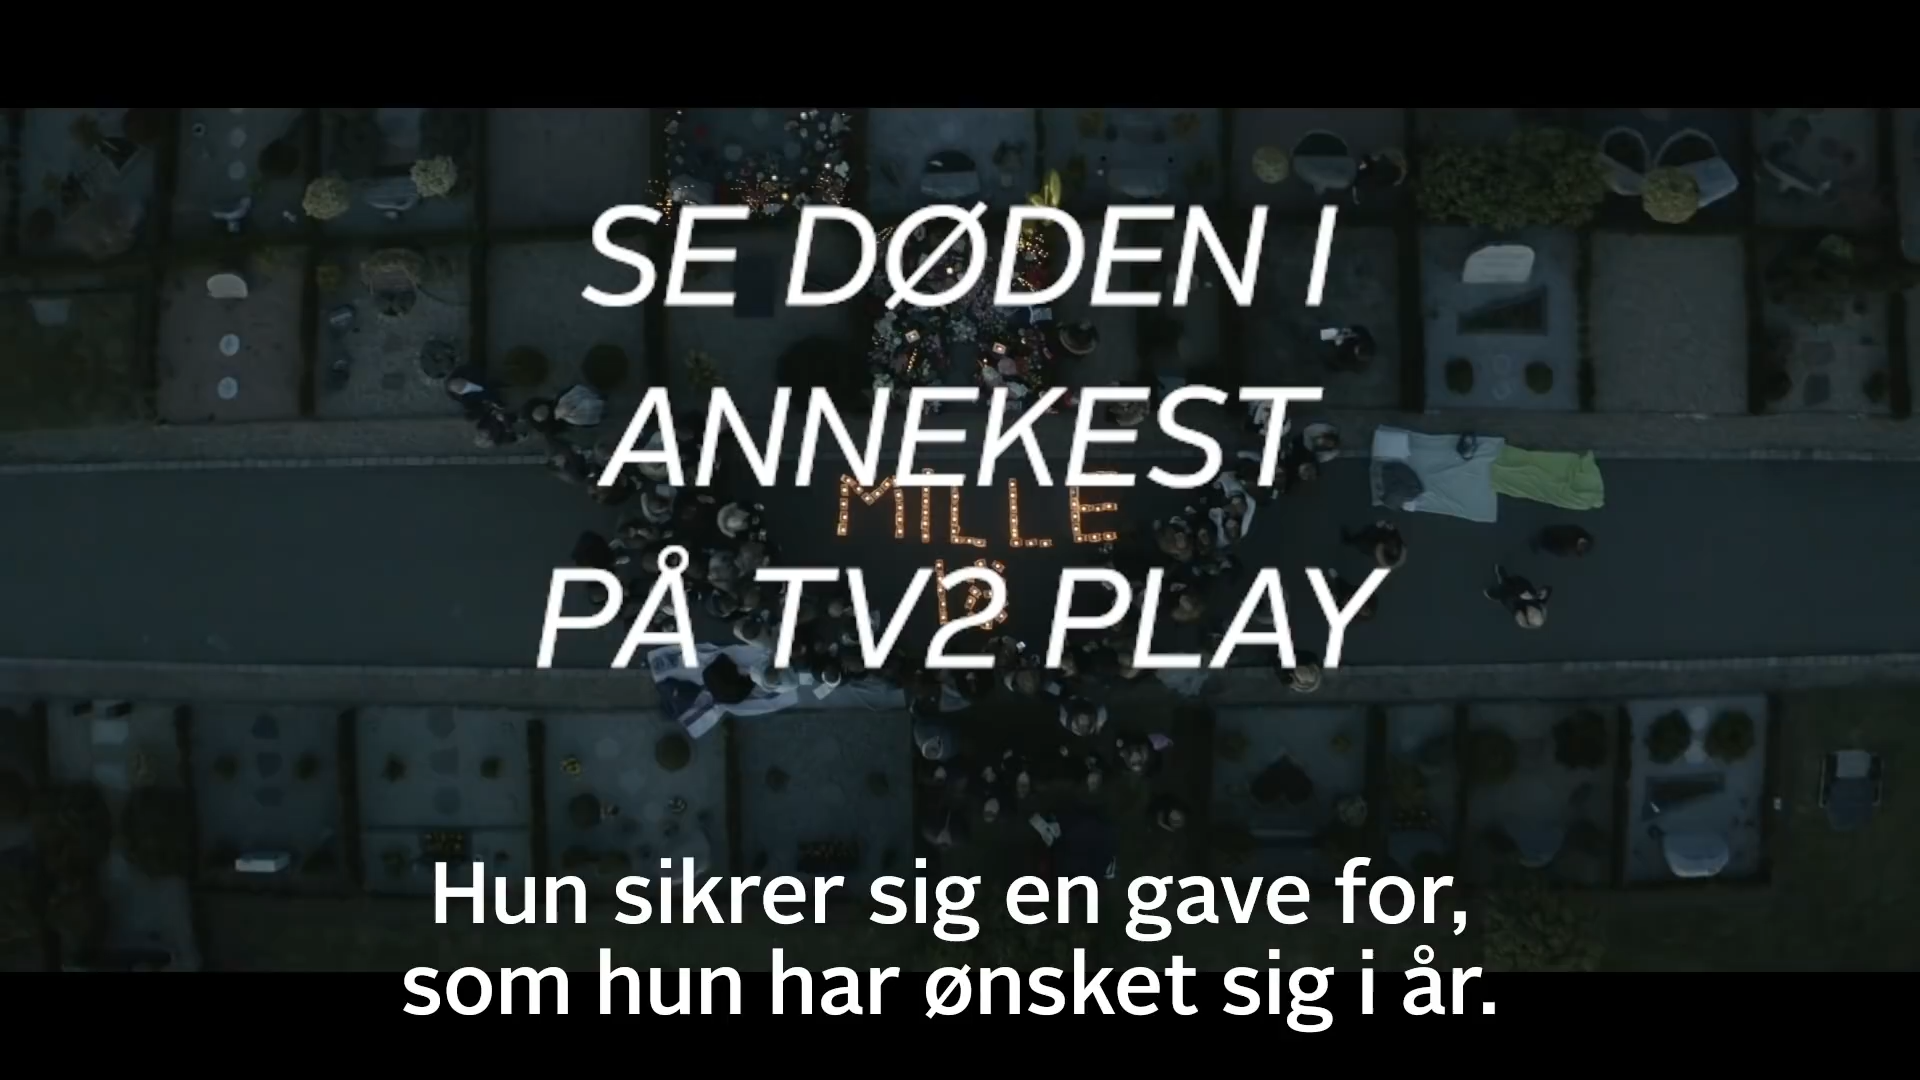 SE DØDEN I
ANNEKEST
PÅ TV2 PLAY
MILLE
Hun sikrer sig en gave for,
som hun har ønsket sig i år.